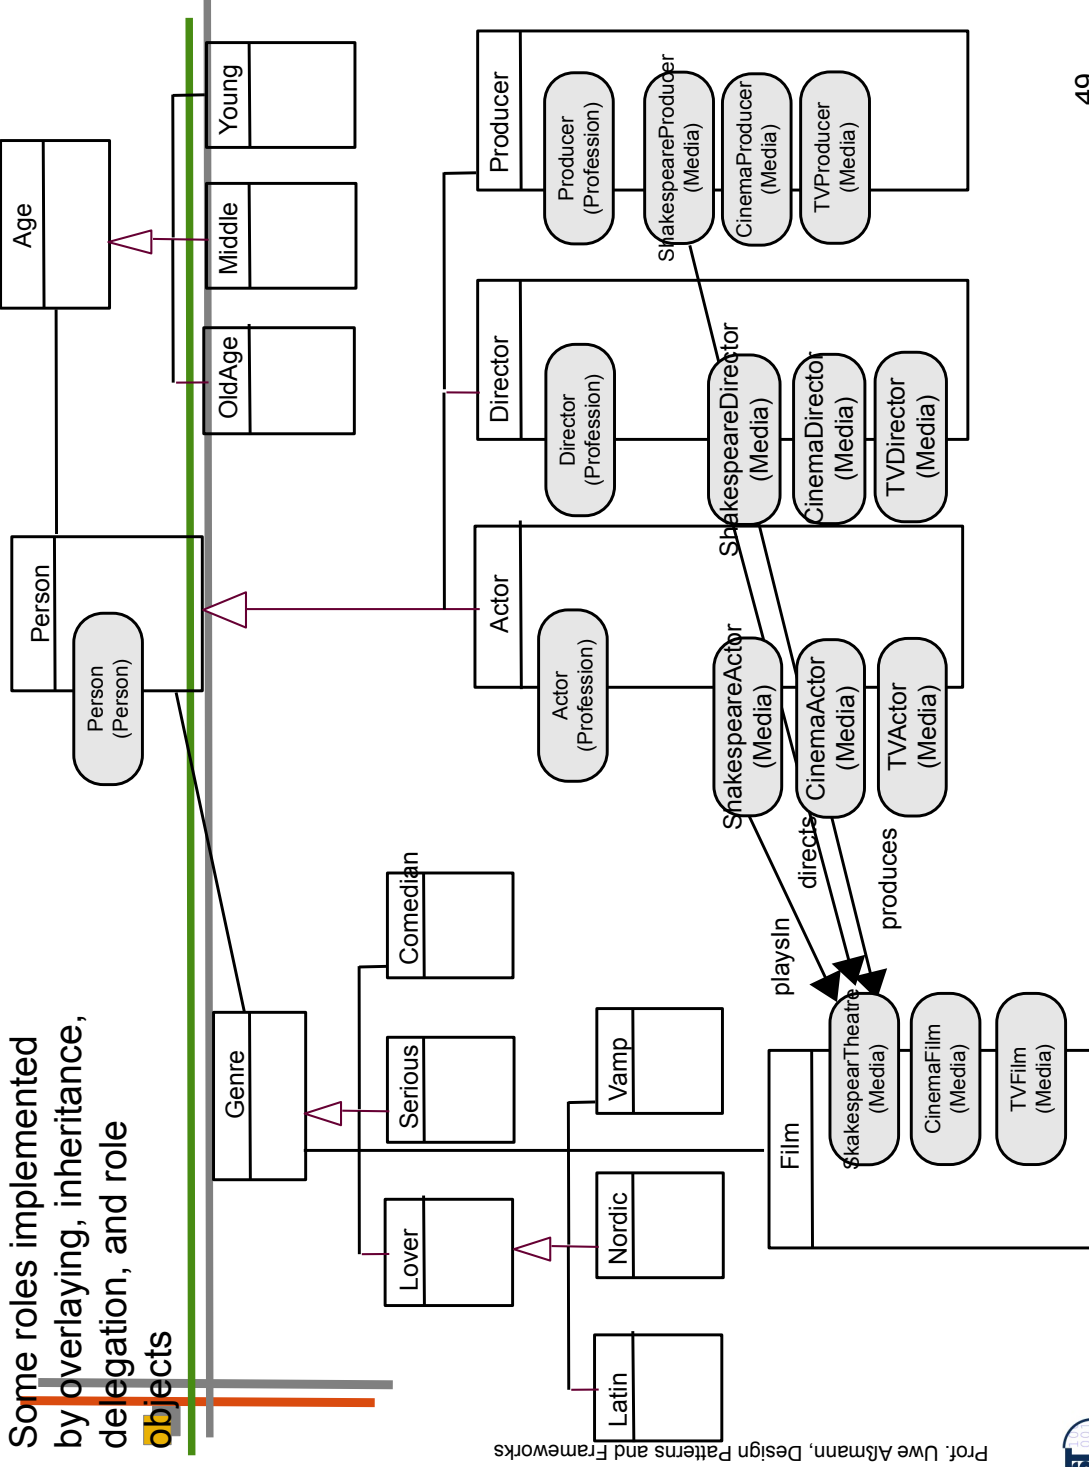 Some roles implemented
by overlaying, inheritance,
delegation, and role
objects
Person
Person
(Person)
Age
OldAge
Middle
Young
Genre
Lover
Serious
Comedian
Latin
Nordic
Vamp
Actor
Actor
(Profession)
ShakespeareActor
(Media)
CinemaActor
(Media)
TVActor
(Media)
Director
Director
(Profession)
ShakespeareDirector
(Media)
CinemaDirector
(Media)
TVDirector
(Media)
Producer
Producer
(Profession)
ShakespeareProducer
(Media)
CinemaProducer
(Media)
TVProducer
(Media)
playsIn
directs
produces
Film
SkakespearTheatre
(Media)
CinemaFilm
(Media)
TVFilm
(Media)
Prof. Uwe Aßmann, Design Patterns and Frameworks
49